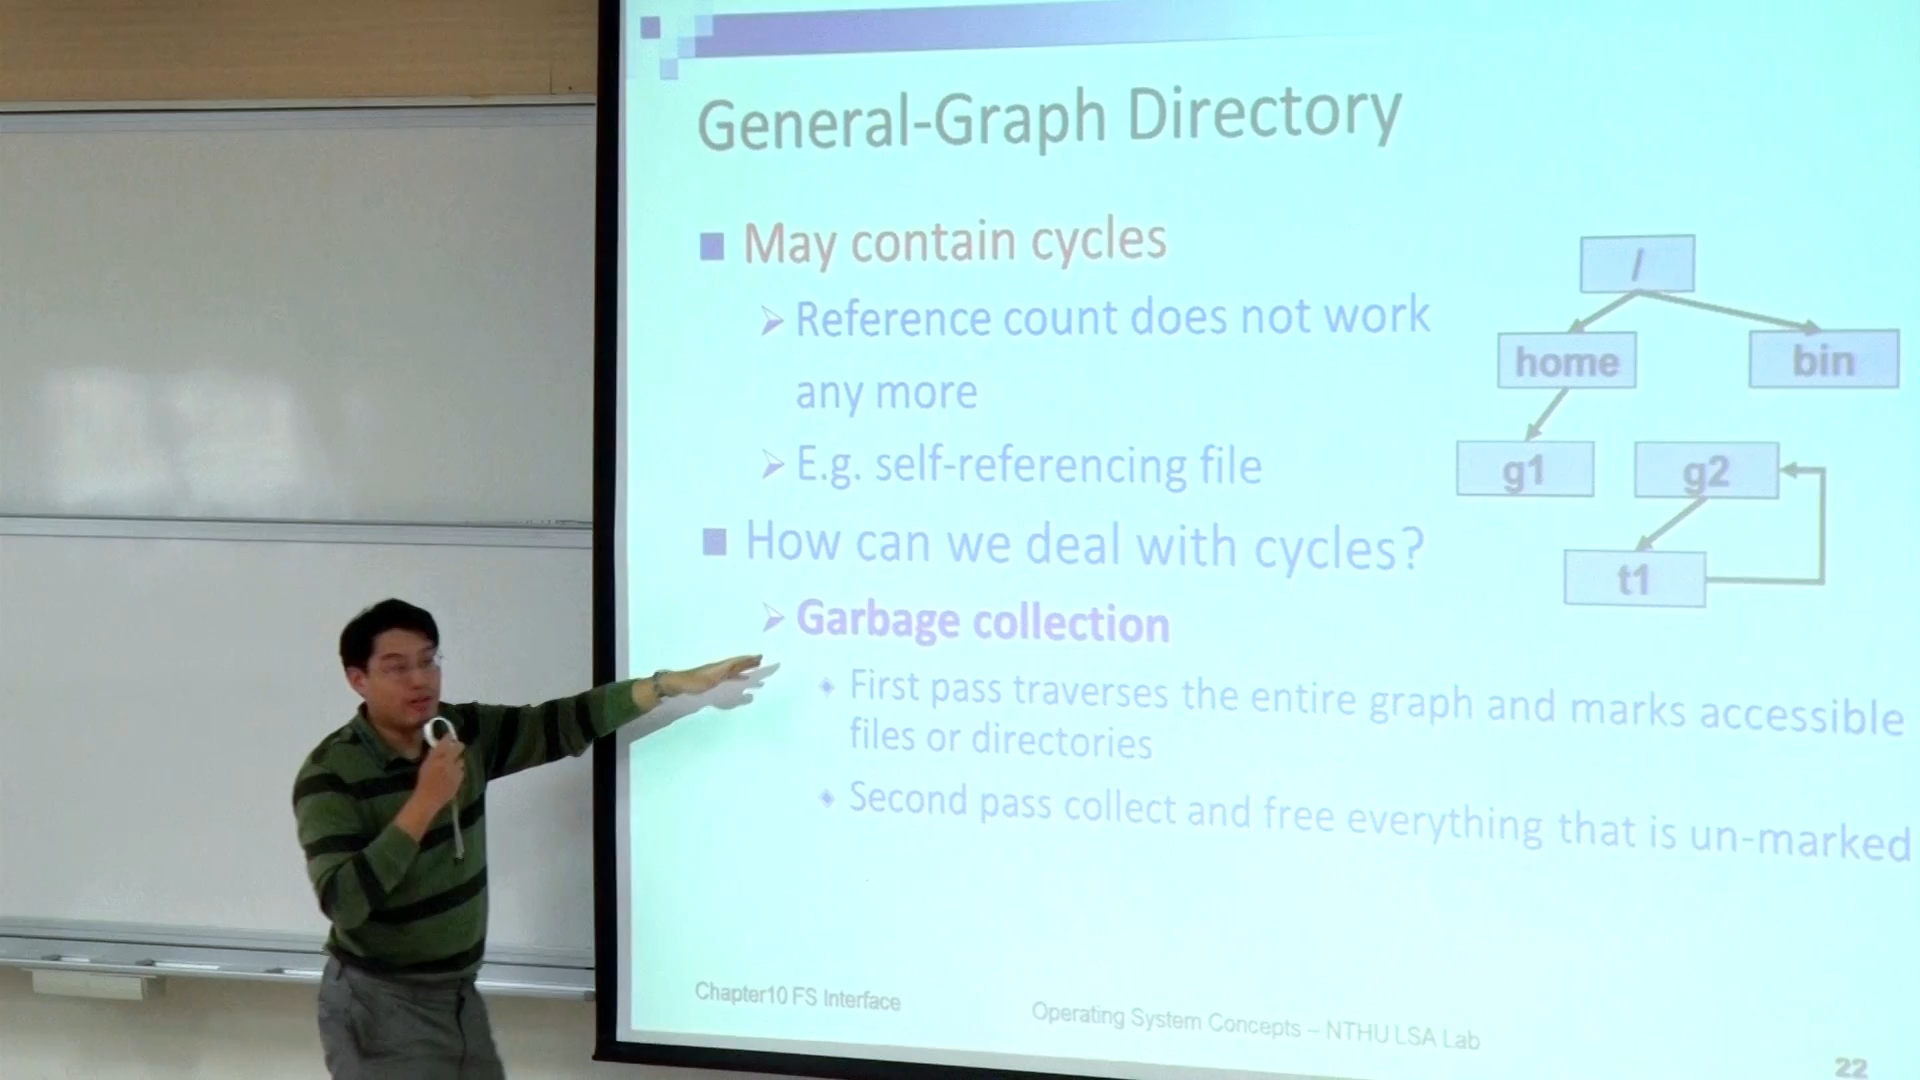 General-Graph Directory
May contain cycles
Reference count does not work
any more
E.g. self-referencing file
How can we deal with cycles?
Garbage collection
First pass traverses the entire graph and marks accessible
files or directories
Second pass collect and free everything that is un-marked
/
home
bin
g1
g2
t1
Chapter10 FS Interface
Operating System Concepts – NTHU LSA Lab
22